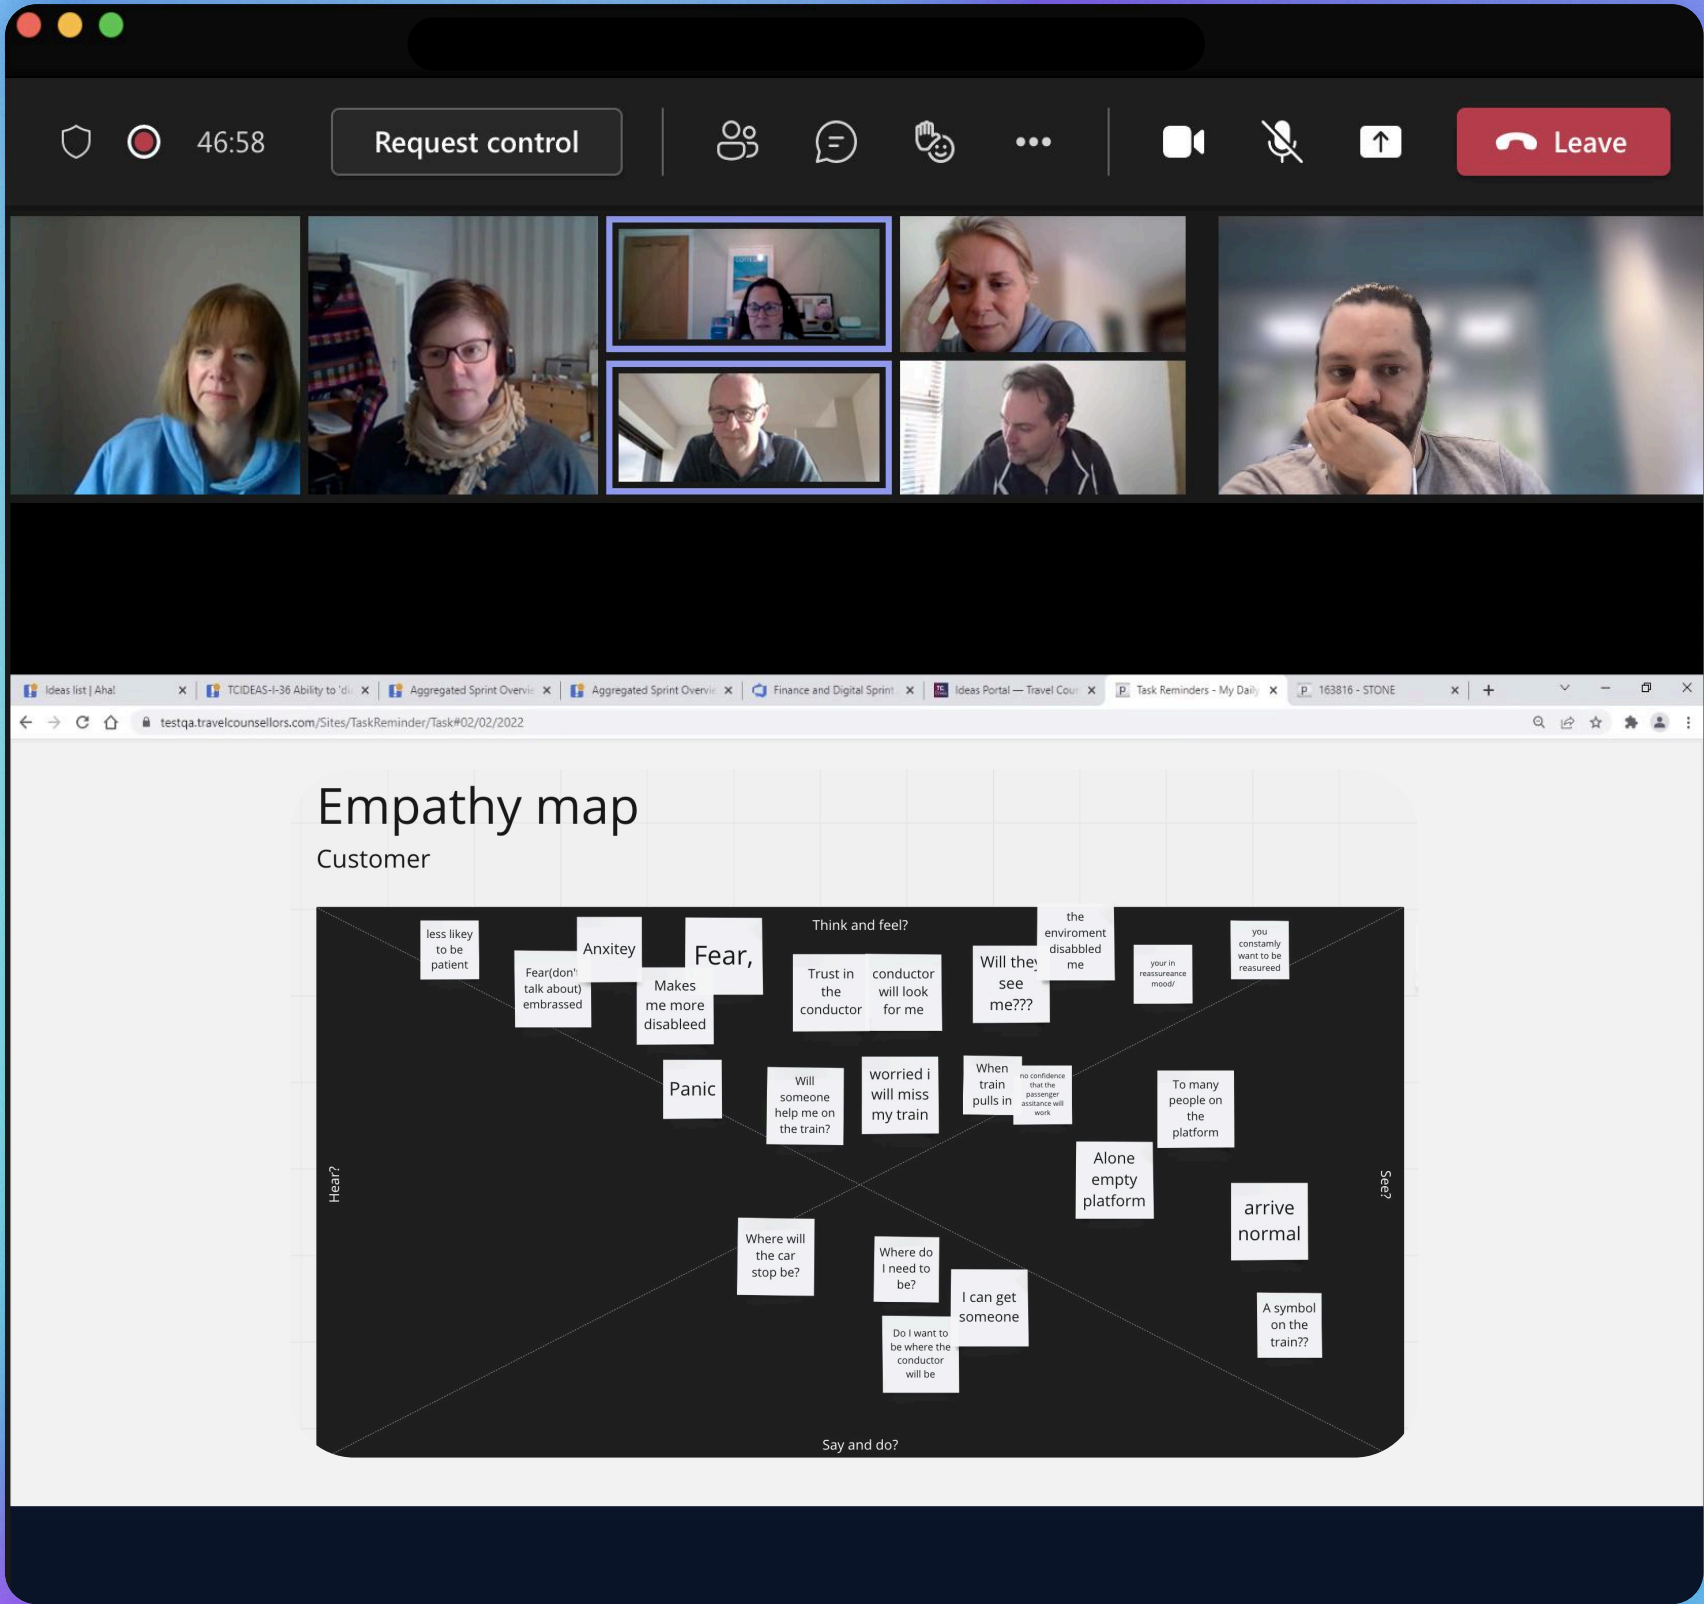 46:58
Request control
Leave
Ideas list | Aha!
TCIDEAS-I-36 Ability to 'di
Aggregated Sprint Overvie
Aggregated Sprint Overvie
Finance and Digital Sprint
Ideas Portal — Travel Coun
Task Reminders - My Daily
163816 - STONE
testqa.travelcounsellors.com/Sites/TaskReminder/Task#02/02/2022
Empathy map
Customer
Think and feel?
less likey
to be
patient
Fear(don't
talk about)
embrassed
Anxitey
Makes
me more
disableed
Fear,
Trust in
the
conductor
conductor
will look
for me
Will they
see
me???
the
enviroment
disabbled
me
your in
reassureance
mood/
you
constamly
want to be
reasureed
Panic
Will
someone
help me on
the train?
worried i
will miss
my train
When
train
pulls in
no confidence
that the
passenger
assitance will
work
To many
people on
the
platform
Alone
empty
platform
Hear?
See?
arrive
normal
Where will
the car
stop be?
Where do
I need to
be?
I can get
someone
Do I want to
be where the
conductor
will be
A symbol
on the
train??
Say and do?